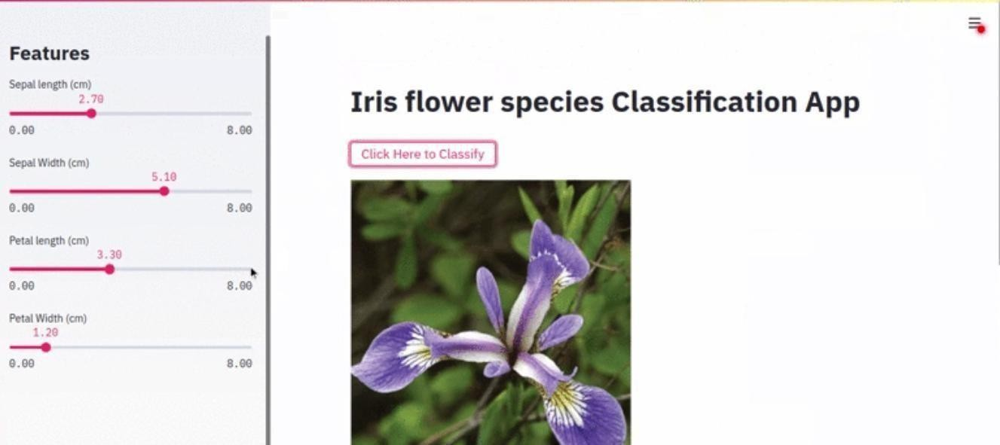 Features
Sepal length (cm)
2.70
0.00 8.00
Sepal Width (cm)
5.10
0.00 8.00
Petal length (cm)
3.30
0.00 8.00
Petal Width (cm)
1.20
0.00 8.00
Iris flower species Classification App
Click Here to Classify